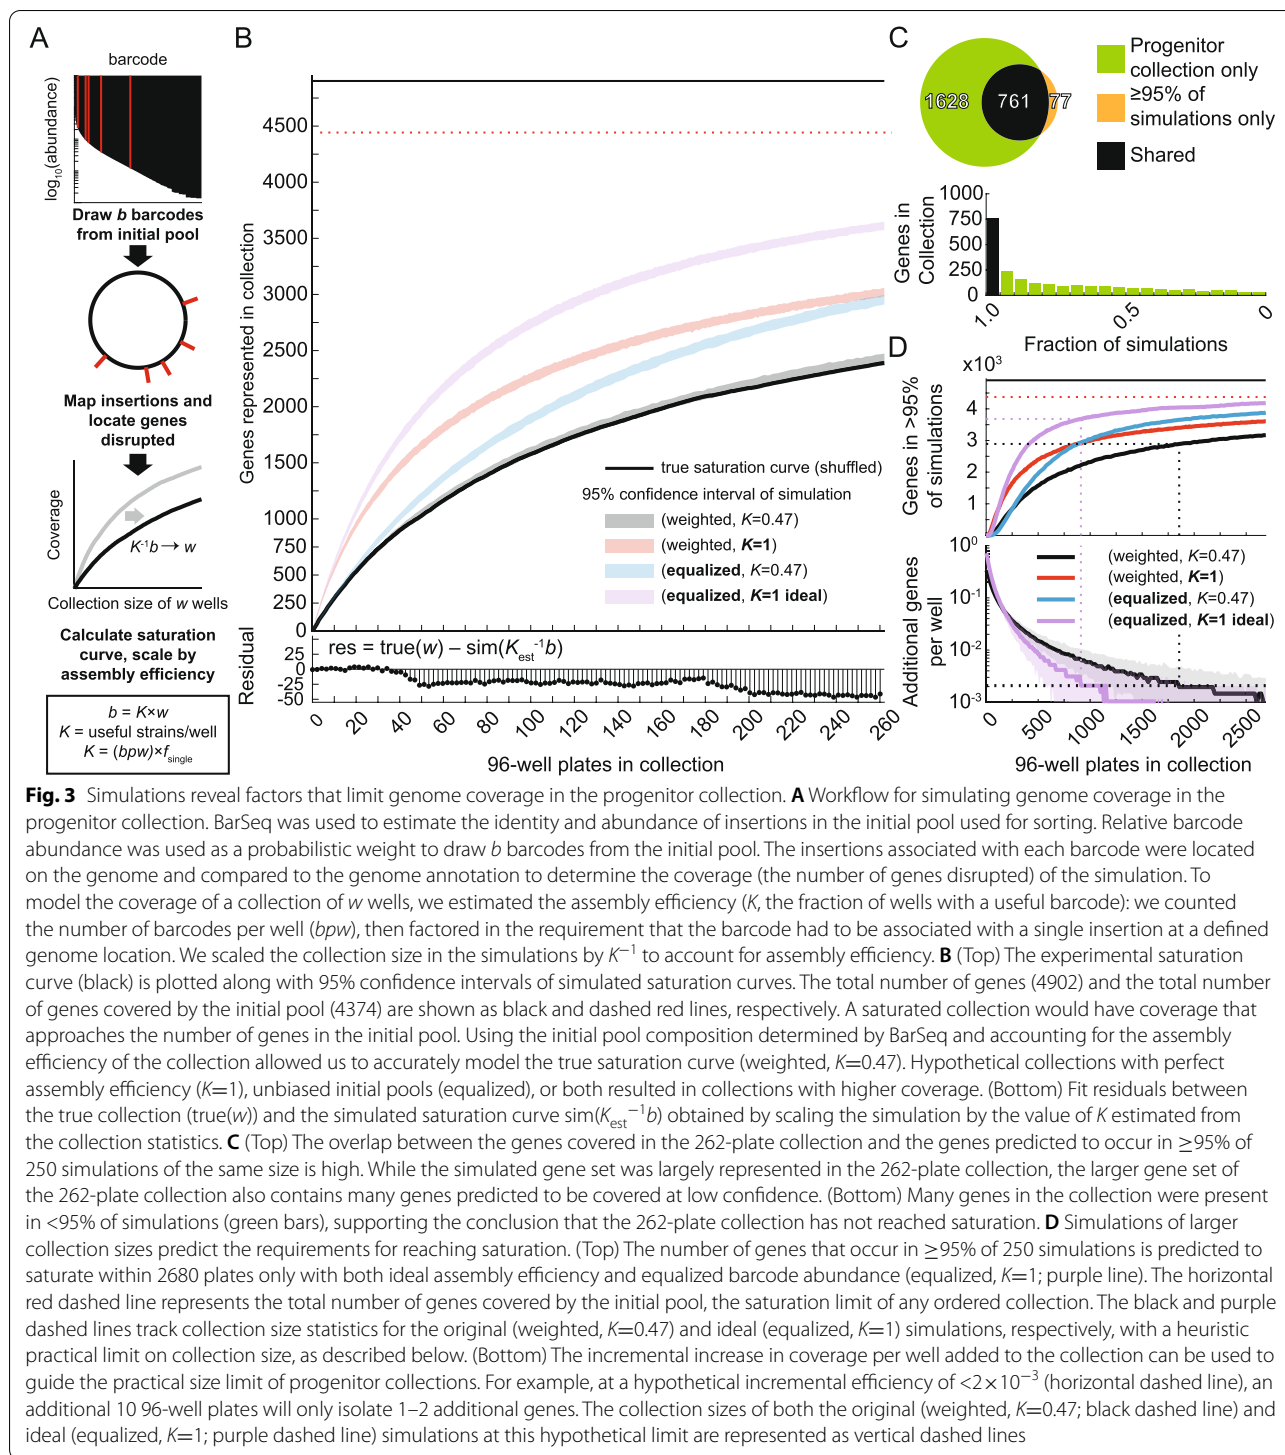 A
barcode
log10(abundance)
Draw b barcodes
from initial pool
Map insertions and
locate genes
disrupted
Coverage
K-1b → w
Collection size of w wells
Calculate saturation
curve, scale by
assembly efficiency
b = K×w
K = useful strains/well
K = (bpw)×fsingle
B
Genes represented in collection
4500
4000
3500
3000
2500
2000
1500
1000
750
500
250
0
true saturation curve (shuffled)
95% confidence interval of simulation
(weighted, K=0.47)
(weighted, K=1)
(equalized, K=0.47)
(equalized, K=1 ideal)
Residual
25
0
-25
-50
res = true(w) − sim(Kest-1b)
0 20 40 60 80 100 120 140 160 180 200 220 240 260
96-well plates in collection
C
1628
761
77
Progenitor
collection only
≥95% of
simulations only
Shared
Genes in
Collection
1000
750
500
250
0
1.0 0.5 0
Fraction of simulations
D
x10³
Genes in >95%
of simulations
4
3
2
1
Additional genes
per well
10⁰
10⁻¹
10⁻²
10⁻³
(weighted, K=0.47)
(weighted, K=1)
(equalized, K=0.47)
(equalized, K=1 ideal)
0 500 1000 1500 2000 2500
96-well plates in collection
Fig. 3 Simulations reveal factors that limit genome coverage in the progenitor collection. A Workflow for simulating genome coverage in the
progenitor collection. BarSeq was used to estimate the identity and abundance of insertions in the initial pool used for sorting. Relative barcode
abundance was used as a probabilistic weight to draw b barcodes from the initial pool. The insertions associated with each barcode were located
on the genome and compared to the genome annotation to determine the coverage (the number of genes disrupted) of the simulation. To
model the coverage of a collection of w wells, we estimated the assembly efficiency (K, the fraction of wells with a useful barcode): we counted
the number of barcodes per well (bpw), then factored in the requirement that the barcode had to be associated with a single insertion at a defined
genome location. We scaled the collection size in the simulations by K⁻¹ to account for assembly efficiency. B (Top) The experimental saturation
curve (black) is plotted along with 95% confidence intervals of simulated saturation curves. The total number of genes (4902) and the total number
of genes covered by the initial pool (4374) are shown as black and dashed red lines, respectively. A saturated collection would have coverage that
approaches the number of genes in the initial pool. Using the initial pool composition determined by BarSeq and accounting for the assembly
efficiency of the collection allowed us to accurately model the true saturation curve (weighted, K=0.47). Hypothetical collections with perfect
assembly efficiency (K=1), unbiased initial pools (equalized), or both resulted in collections with higher coverage. (Bottom) Fit residuals between
the true collection (true(w)) and the simulated saturation curve sim(Kest⁻¹b) obtained by scaling the simulation by the value of K estimated from
the collection statistics. C (Top) The overlap between the genes covered in the 262-plate collection and the genes predicted to occur in ≥95% of
250 simulations of the same size is high. While the simulated gene set was largely represented in the 262-plate collection, the larger gene set of
the 262-plate collection also contains many genes predicted to be covered at low confidence. (Bottom) Many genes in the collection were present
in <95% of simulations (green bars), supporting the conclusion that the 262-plate collection has not reached saturation. D Simulations of larger
collection sizes predict the requirements for reaching saturation. (Top) The number of genes that occur in ≥95% of 250 simulations is predicted to
saturate within 2680 plates only with both ideal assembly efficiency and equalized barcode abundance (equalized, K=1; purple line). The horizontal
red dashed line represents the total number of genes covered by the initial pool, the saturation limit of any ordered collection. The black and purple
dashed lines track collection size statistics for the original (weighted, K=0.47) and ideal (equalized, K=1) simulations, respectively, with a heuristic
practical limit on collection size, as described below. (Bottom) The incremental increase in coverage per well added to the collection can be used to
guide the practical size limit of progenitor collections. For example, at a hypothetical incremental efficiency of <2×10⁻³ (horizontal dashed line), an
additional 10 96-well plates will only isolate 1–2 additional genes. The collection sizes of both the original (weighted, K=0.47; black dashed line) and
ideal (equalized, K=1; purple dashed line) simulations at this hypothetical limit are represented as vertical dashed lines